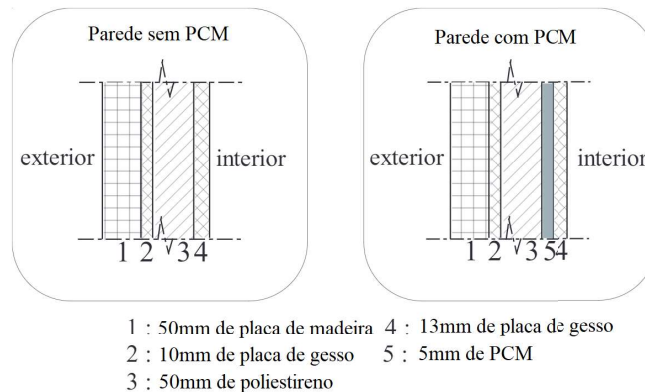 Parede sem PCM
exterior
interior
1 2 3 4
Parede com PCM
exterior
interior
1 2 3 5 4
1 : 50mm de placa de madeira
2 : 10mm de placa de gesso
3 : 50mm de poliestireno
4 : 13mm de placa de gesso
5 : 5mm de PCM